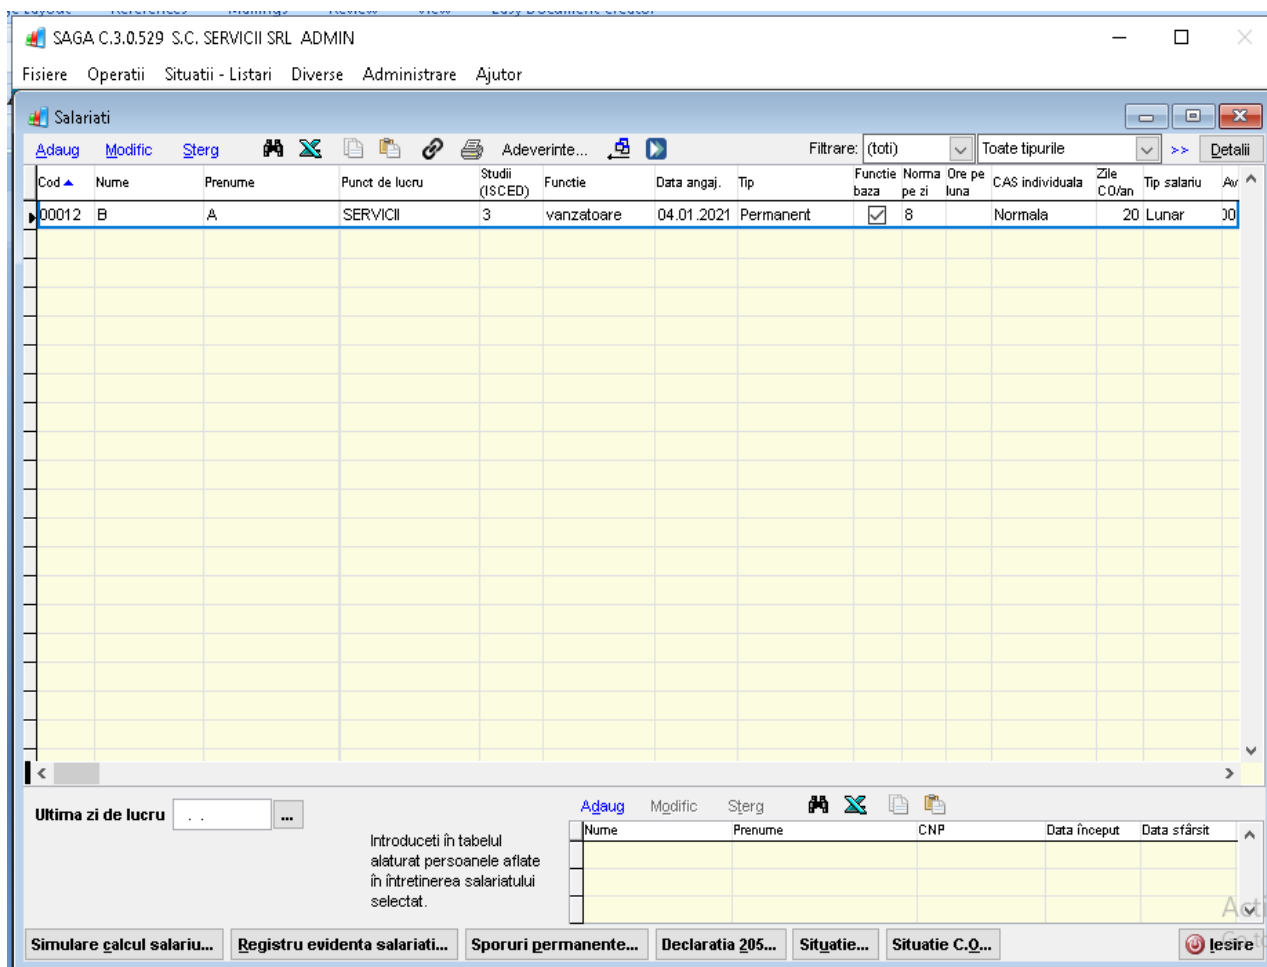 SAGA C.3.0.529 S.C. SERVICII SRL ADMIN
Fisiere Operatii Situatii - Listari Diverse Administrare Ajutor
Salariati
Adaug Modific Sterg Adeverinte... Filtrare: (toti) Toate tipurile >> Detalii
Cod Nume Prenume Punct de lucru Studii (ISCED) Functie Data angaj. Tip Functie baza Norma pe zi Ore pe luna CAS individuala Zile CO/an Tip salariu Av
00012 B A SERVICII 3 vanzatoare 04.01.2021 Permanent 8 Normala 20 Lunar 00
Ultima zi de lucru . . ...
Introduceti în tabelul
alaturat persoanele aflate
în întretinerea salariatului
selectat.
Adaug Modific Sterg
Nume Prenume CNP Data început Data sfârsit
Simulare calcul salariu... Registru evidenta salariati... Sporuri permanente... Declaratia 205... Situatie... Situatie C.O... Iesire